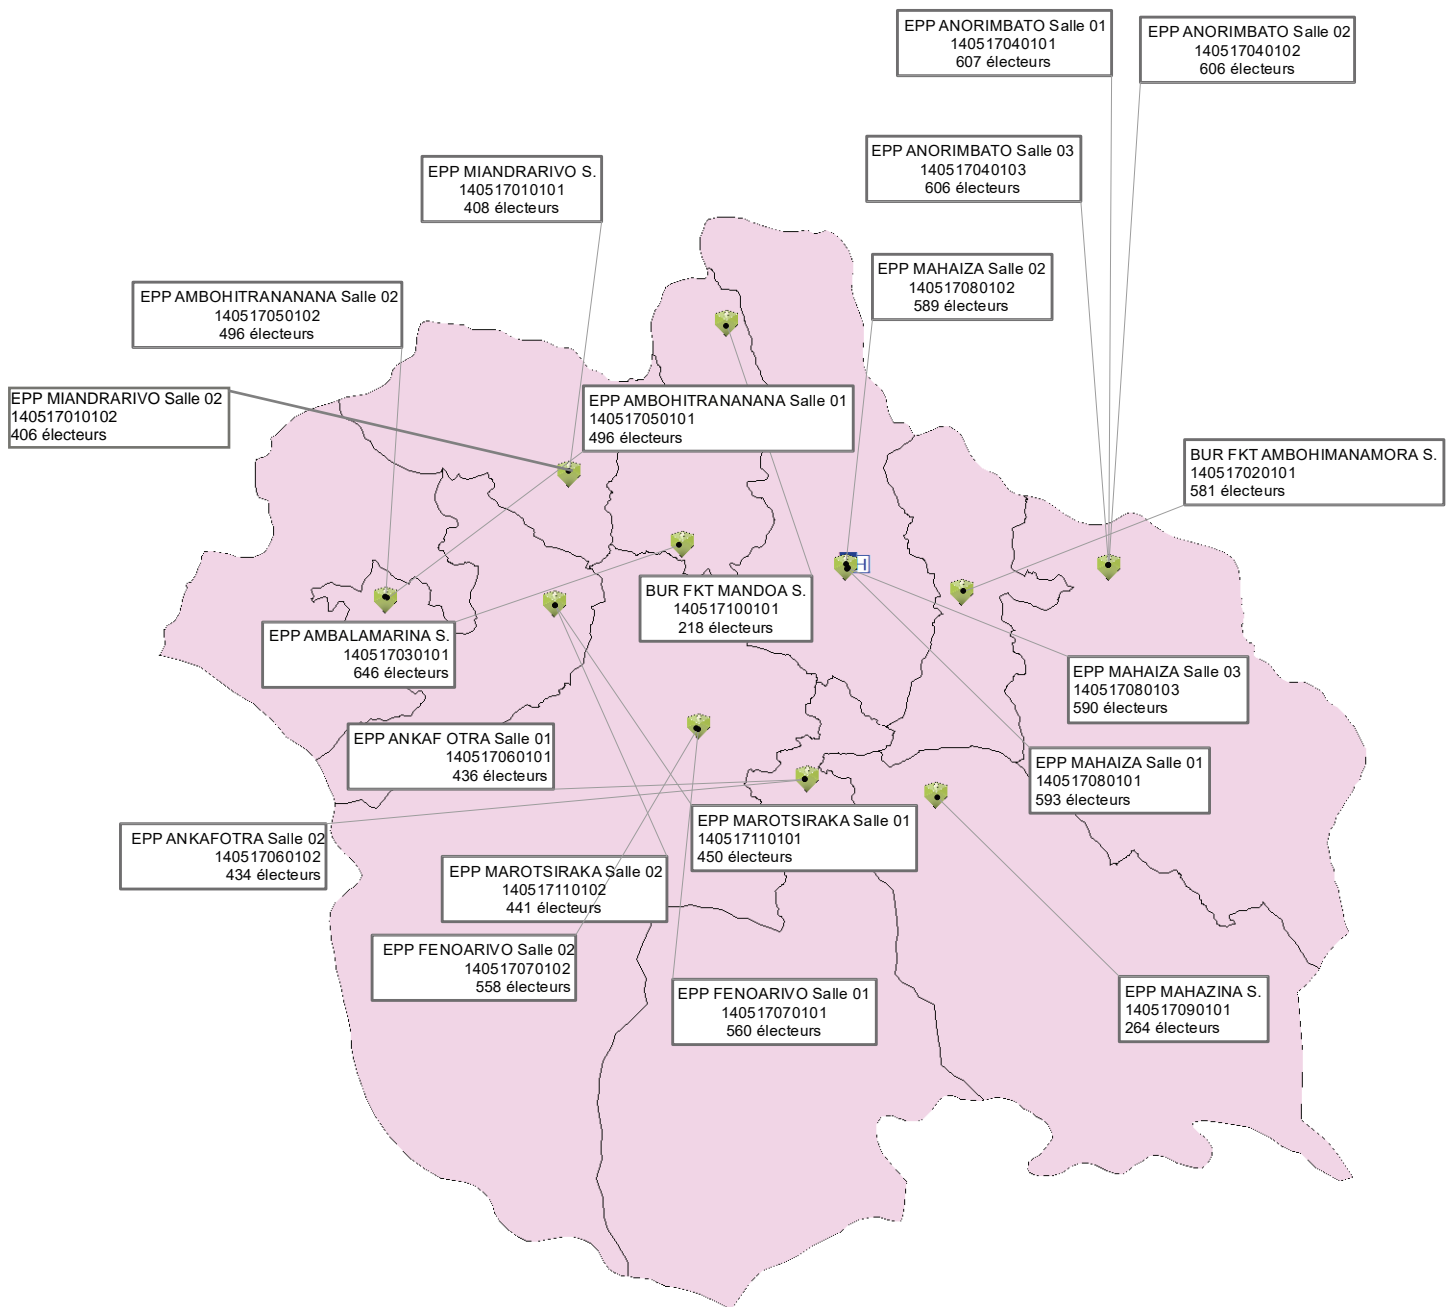 EPP ANORIMBATO Salle 01
140517040101
607 électeurs
EPP ANORIMBATO Salle 02
140517040102
606 électeurs
EPP ANORIMBATO Salle 03
140517040103
606 électeurs
EPP MIANDRARIVO S.
140517010101
408 électeurs
EPP MAHAIZA Salle 02
140517080102
589 électeurs
EPP AMBOHITRANANANA Salle 02
140517050102
496 électeurs
EPP MIANDRARIVO Salle 02
140517010102
406 électeurs
EPP AMBOHITRANANANA Salle 01
140517050101
496 électeurs
BUR FKT AMBOHIMANAMORA S.
140517020101
581 électeurs
H
BUR FKT MANDOA S.
140517100101
218 électeurs
EPP AMBALAMARINA S.
140517030101
646 électeurs
EPP MAHAIZA Salle 03
140517080103
590 électeurs
EPP ANKAF OTRA Salle 01
140517060101
436 électeurs
EPP MAHAIZA Salle 01
140517080101
593 électeurs
EPP MAROTSIRAKA Salle 01
140517110101
450 électeurs
EPP ANKAFOTRA Salle 02
140517060102
434 électeurs
EPP MAROTSIRAKA Salle 02
140517110102
441 électeurs
EPP FENOARIVO Salle 02
140517070102
558 électeurs
EPP FENOARIVO Salle 01
140517070101
560 électeurs
EPP MAHAZINA S.
140517090101
264 électeurs